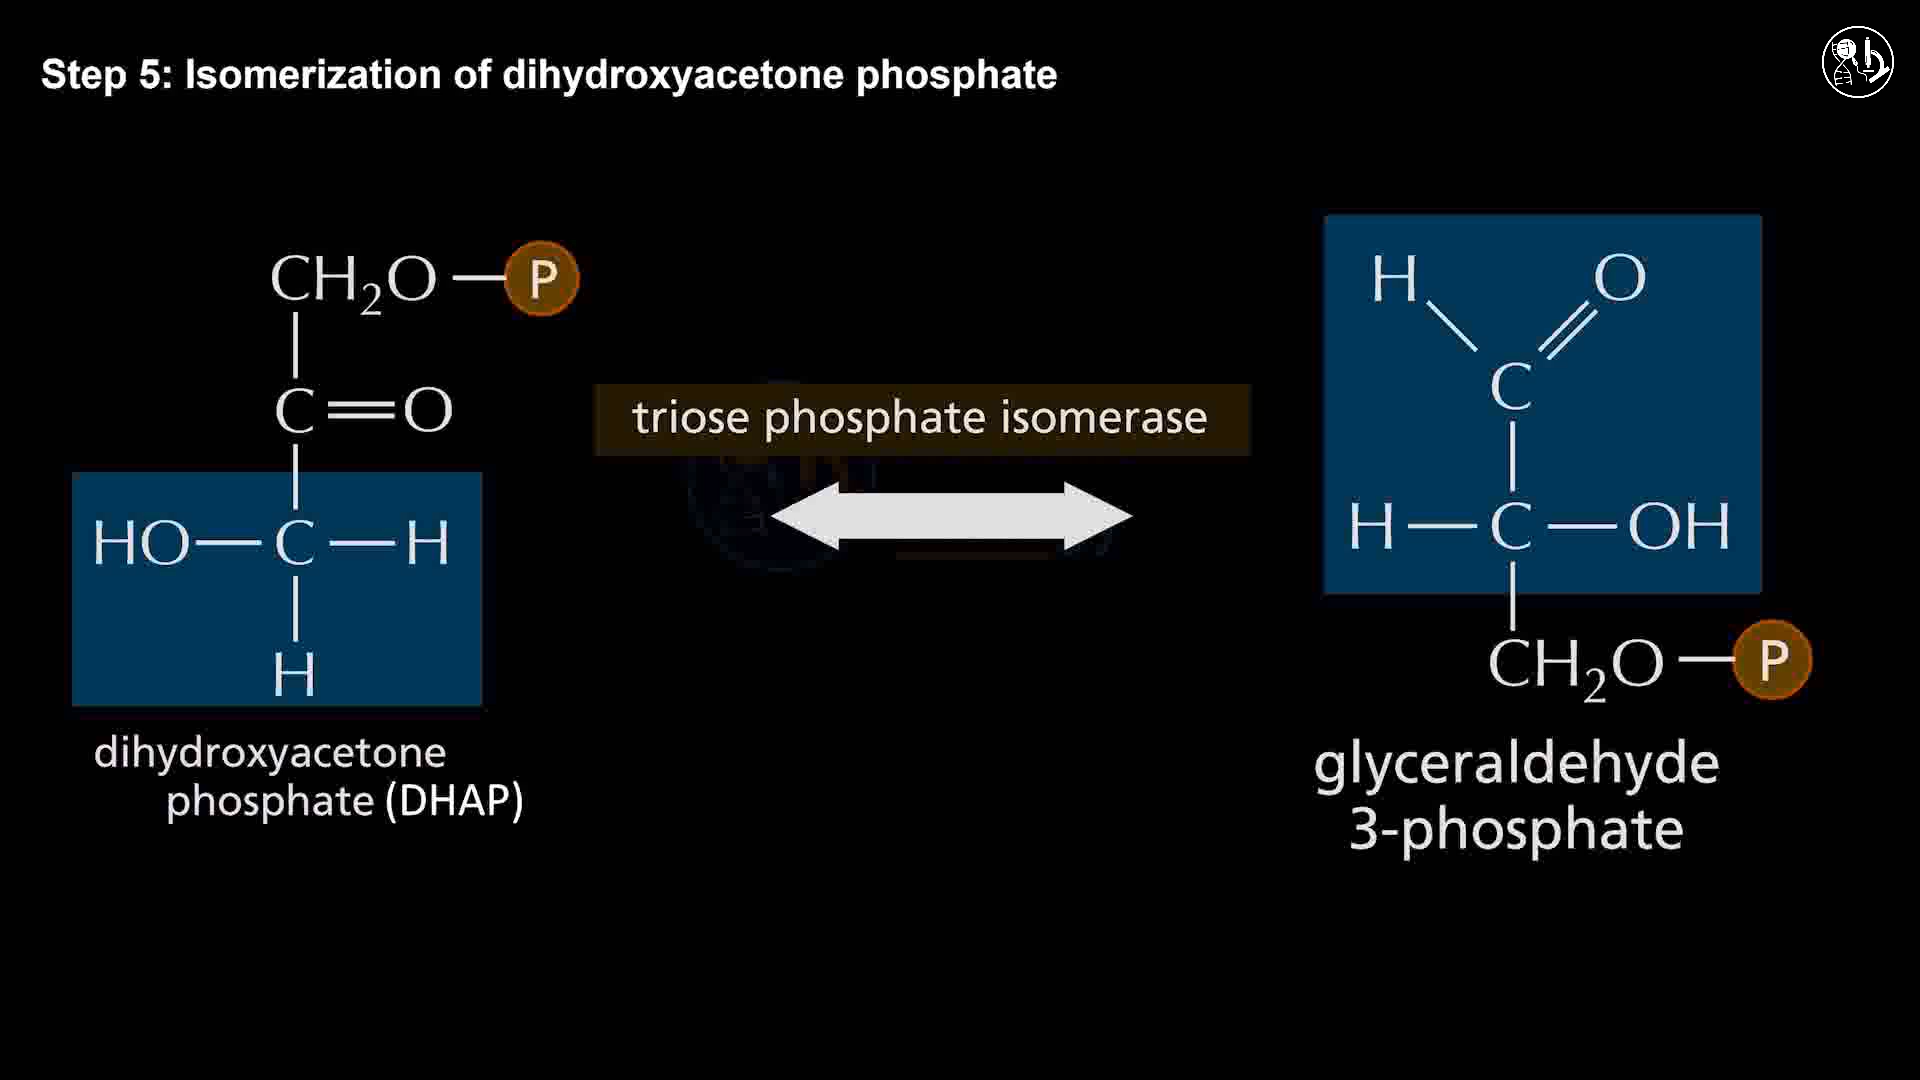 Step 5: Isomerization of dihydroxyacetone phosphate
CH₂O—P
C=O
HO—C—H
H
dihydroxyacetone
phosphate (DHAP)
triose phosphate isomerase
H O
C
H—C—OH
CH₂O—P
glyceraldehyde
3-phosphate